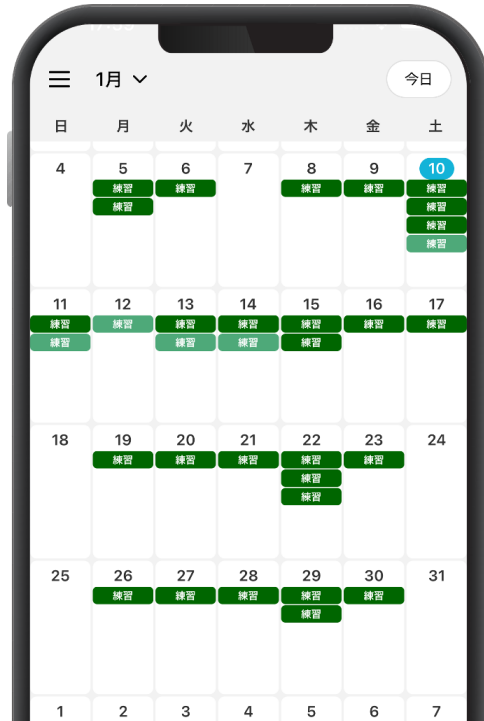 1月
今日
日 月 火 水 木 金 土
4 5 6 7 8 9 10
練習 練習 練習 練習 練習
練習 練習
練習
練習
11 12 13 14 15 16 17
練習 練習 練習 練習 練習 練習 練習
練習 練習 練習 練習
18 19 20 21 22 23 24
練習 練習 練習 練習 練習
練習
練習
25 26 27 28 29 30 31
練習 練習 練習 練習 練習
練習
1 2 3 4 5 6 7